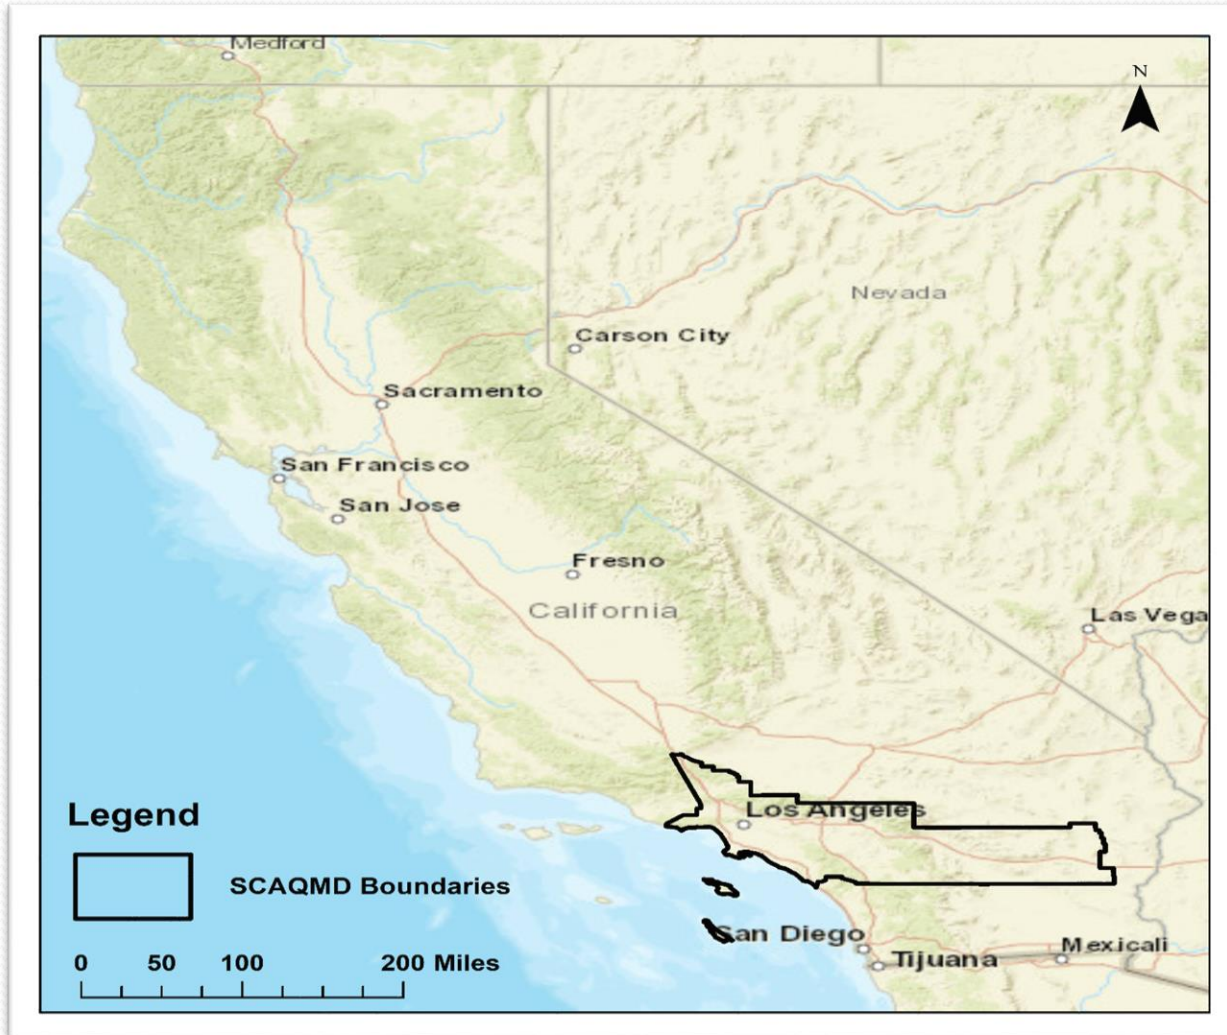 Medford
N
Nevada
Carson City
Sacramento
San Francisco
San Jose
Fresno
California
Las Vega
Los Angeles
Legend
SCAQMD Boundaries
San Diego
Mexicali
Tijuana
0 50 100 200 Miles